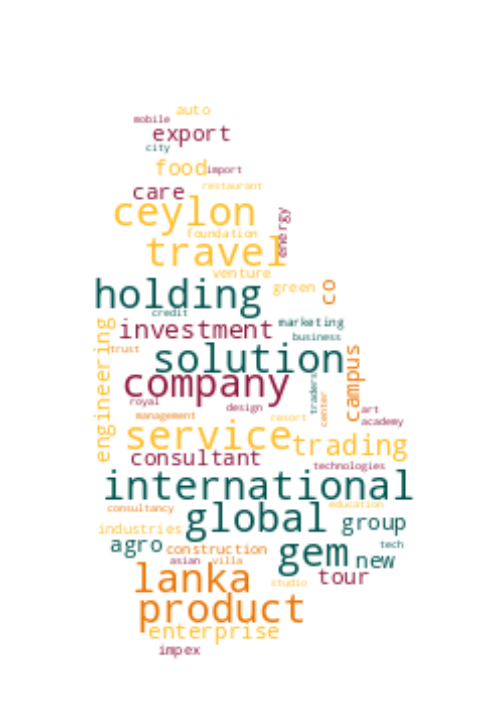 auto
mobile
export
city
food import
care restaurant
ceylon
energy
foundation
travel
venture
holding green co
credit
investment marketing
business
engineering
trust solution
company campus
traders
royal design center art
management resort academy
service trading
consultant technologies
international
consultancy education
global group
industries
agro construction gem new tech
asian villa
lanka studio tour
product
enterprise
impex